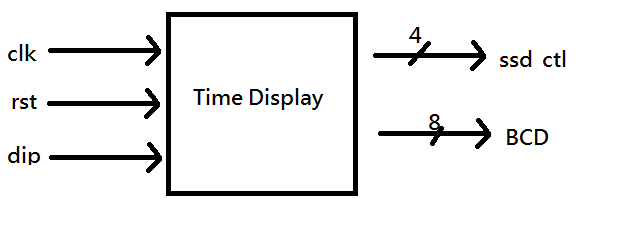 clk
rst
dip
Time Display
4
ssd ctl
8
BCD